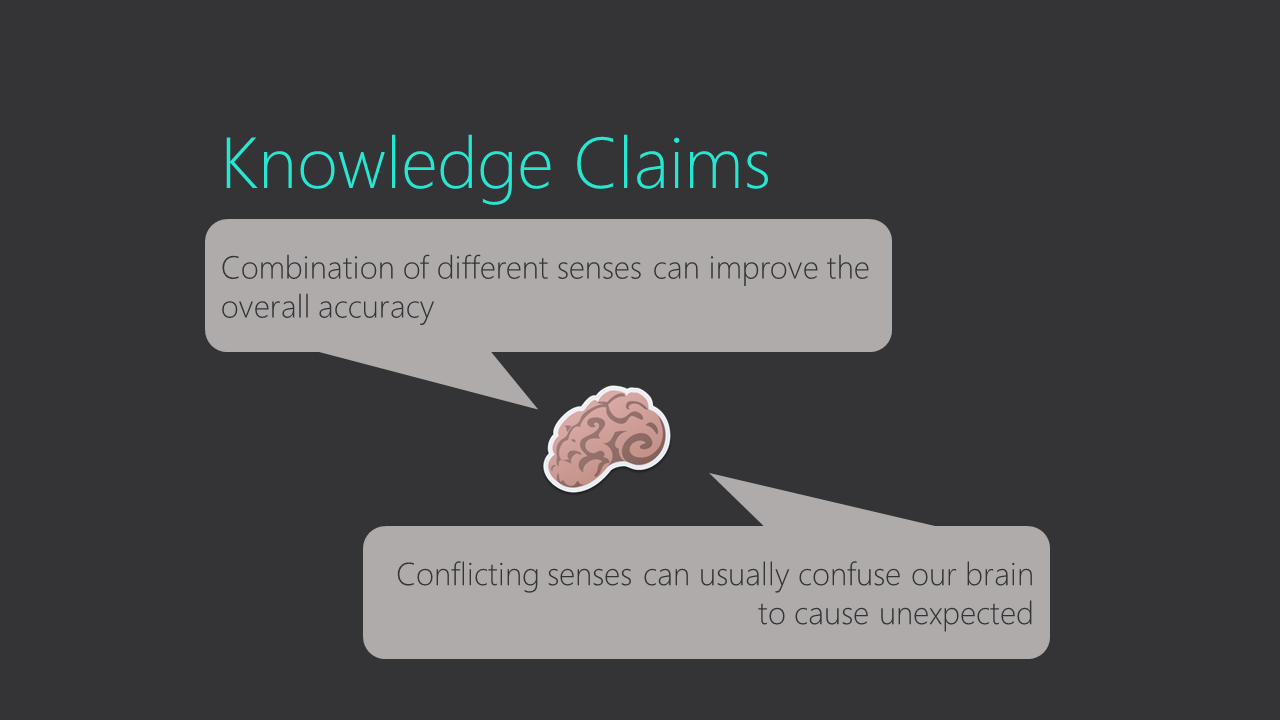 Knowledge Claims
Combination of different senses can improve the
overall accuracy
Conflicting senses can usually confuse our brain
to cause unexpected